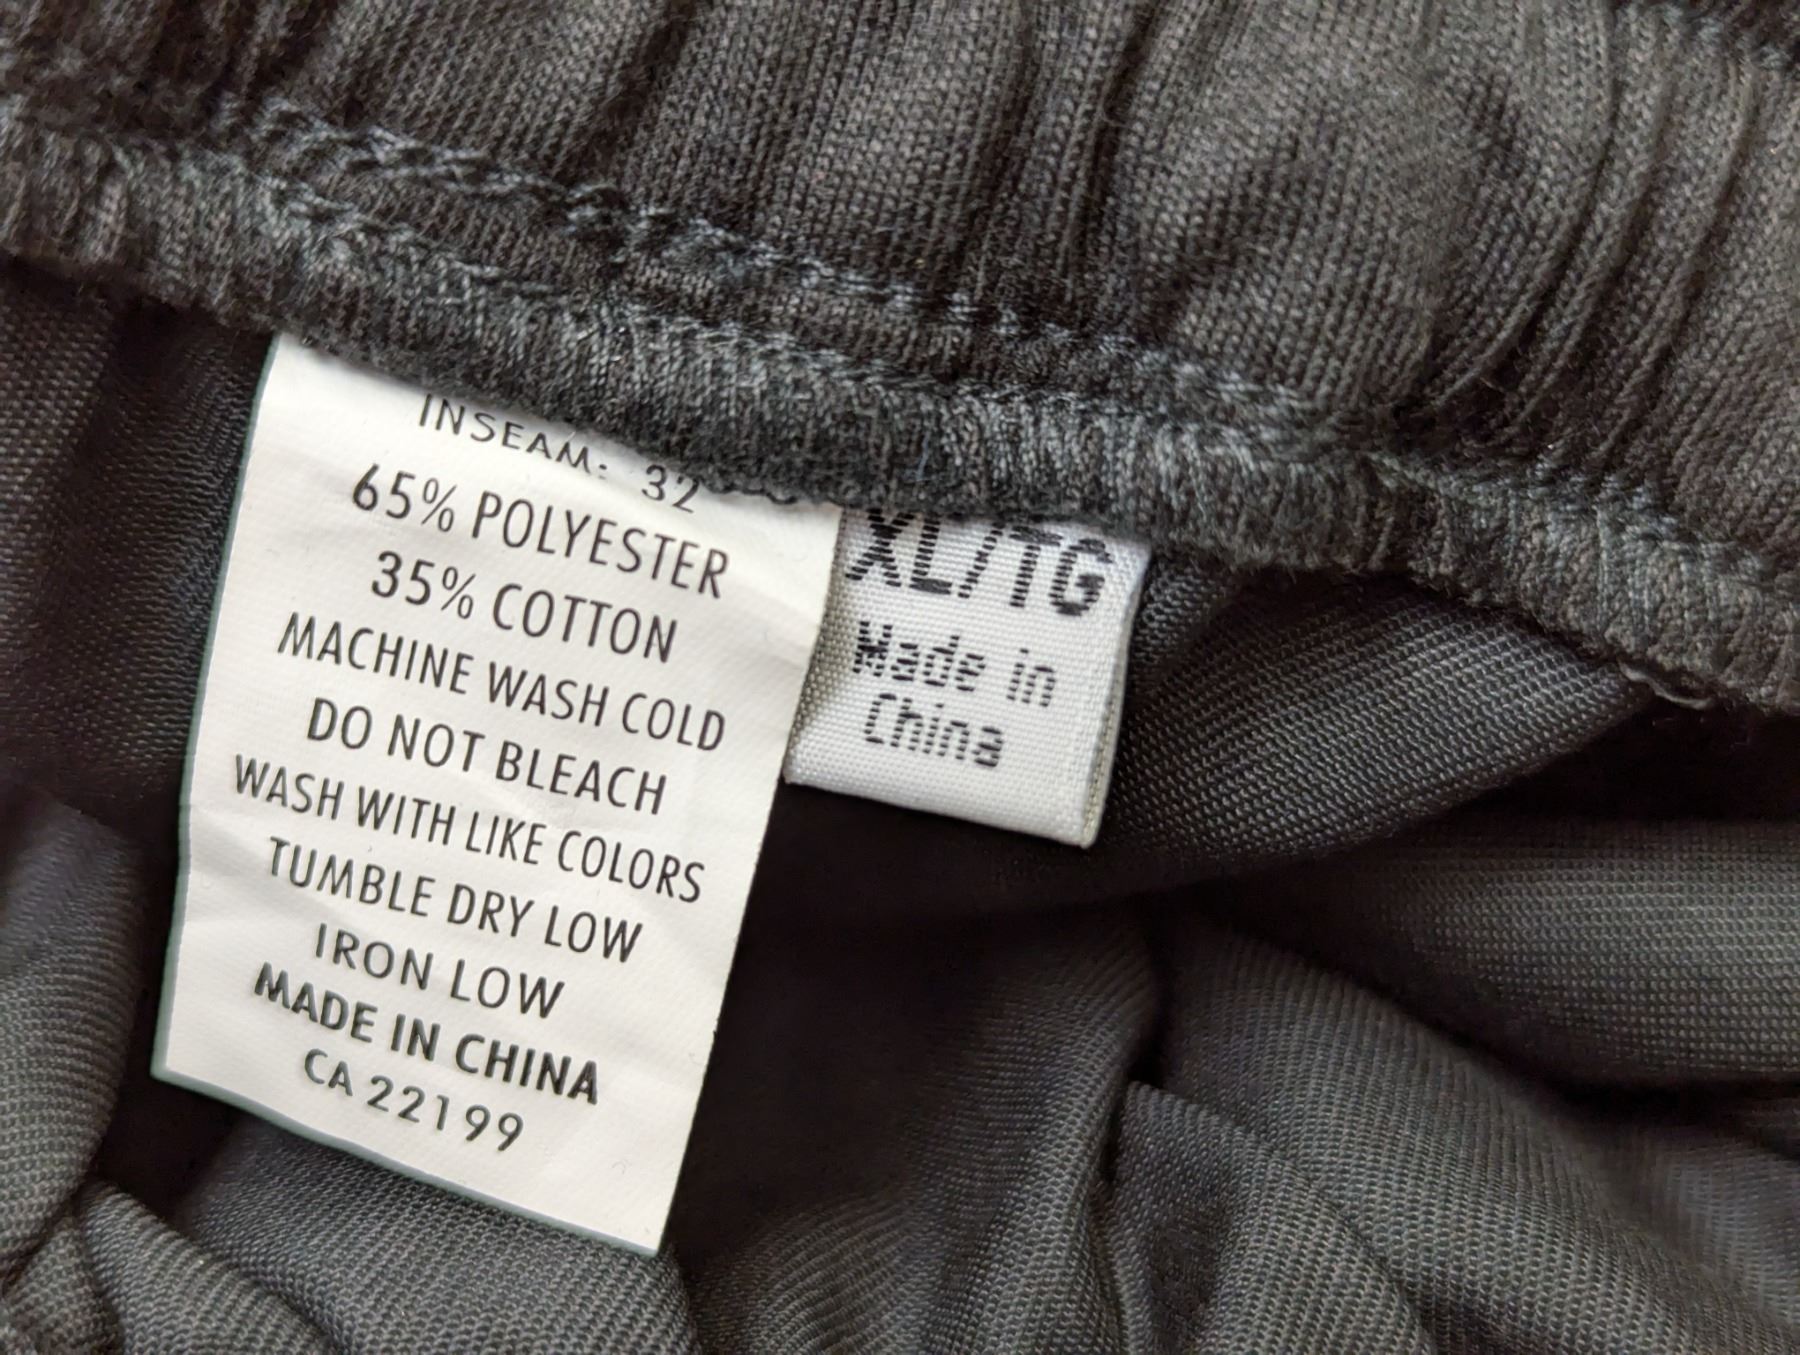 INSEAM: 32
65% POLYESTER
35% COTTON
MACHINE WASH COLD
DO NOT BLEACH
WASH WITH LIKE COLORS
TUMBLE DRY LOW
IRON LOW
MADE IN CHINA
CA 22199
XL/TG
Made in
China